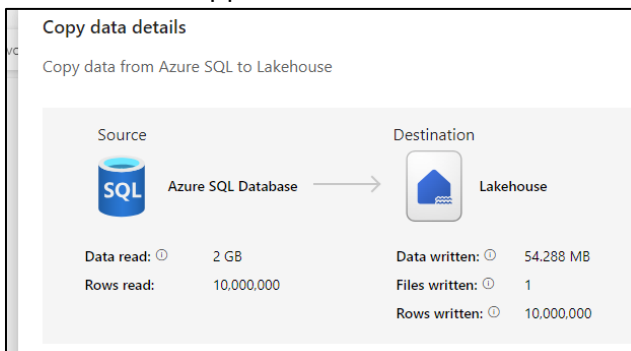 Copy data details
Copy data from Azure SQL to Lakehouse
Source
Destination
SQL
Azure SQL Database
Lakehouse
Data read: 2 GB
Data written: 54.288 MB
Rows read: 10,000,000
Files written: 1
Rows written: 10,000,000